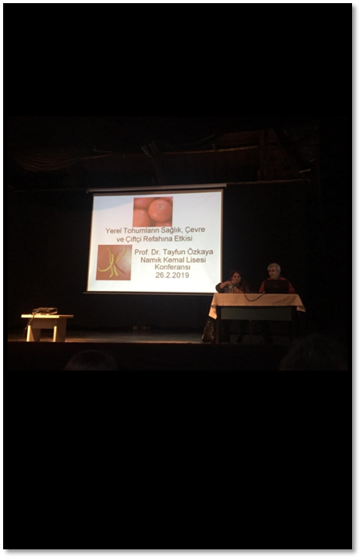 Yerel Tohumların Sağlık, Çevre
ve Çiftçi Refahına Etkisi
Prof. Dr. Tayfun Özkaya
Namık Kemal Lisesi
Konferansı
26.2.2019